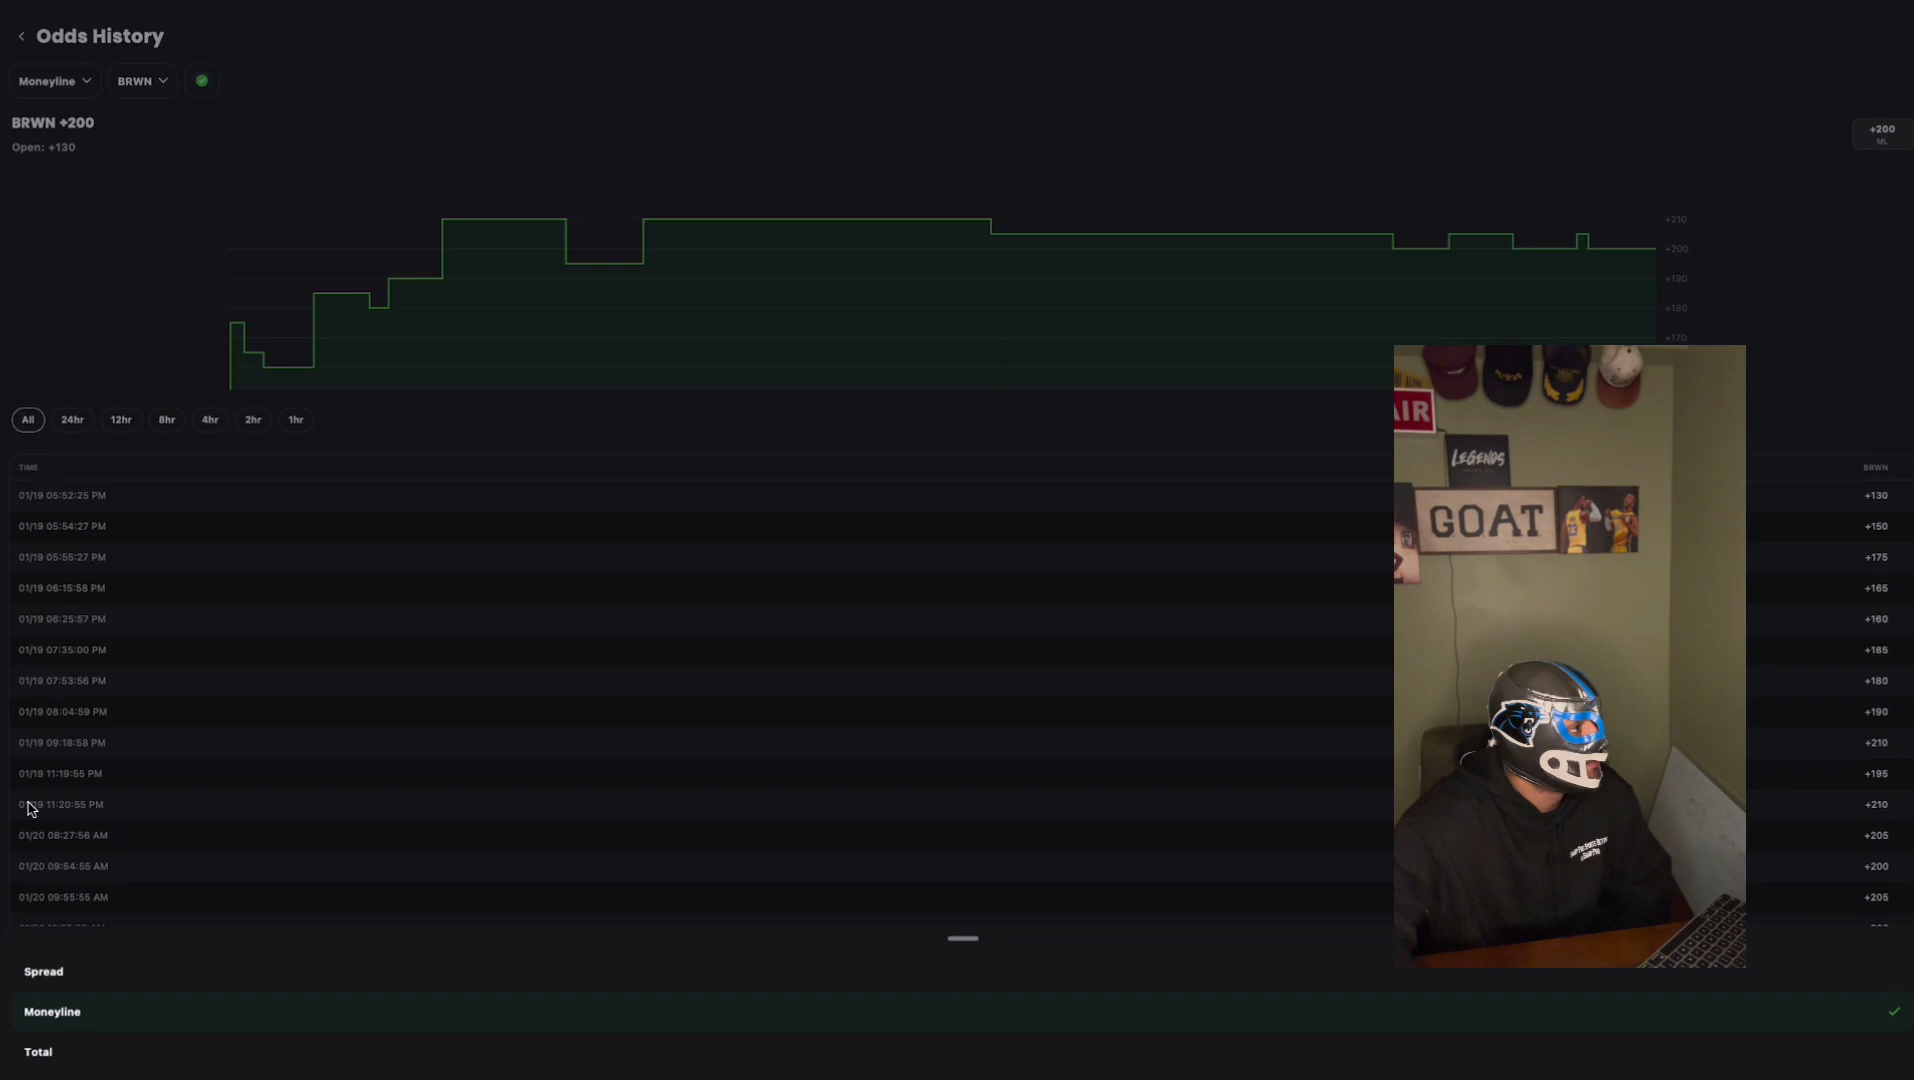 Odds History
Moneyline
BRWN
BRWN +200
Open: +130
+200
ML
+210
+200
+190
+180
+170
All
24hr
12hr
8hr
4hr
2hr
1hr
TIME
BRWN
01/19 05:52:25 PM
+130
01/19 05:54:27 PM
+150
01/19 05:55:27 PM
+175
01/19 06:15:58 PM
+165
01/19 06:25:57 PM
+160
01/19 07:35:00 PM
+185
01/19 07:53:56 PM
+180
01/19 08:04:59 PM
+190
01/19 09:18:58 PM
+210
01/19 11:19:55 PM
+195
19 11:20:55 PM
+210
01/20 08:27:56 AM
+205
01/20 09:54:55 AM
+200
01/20 09:55:55 AM
+205
AIR
LEGENDS
GOAT
23
Spread
Moneyline
Total